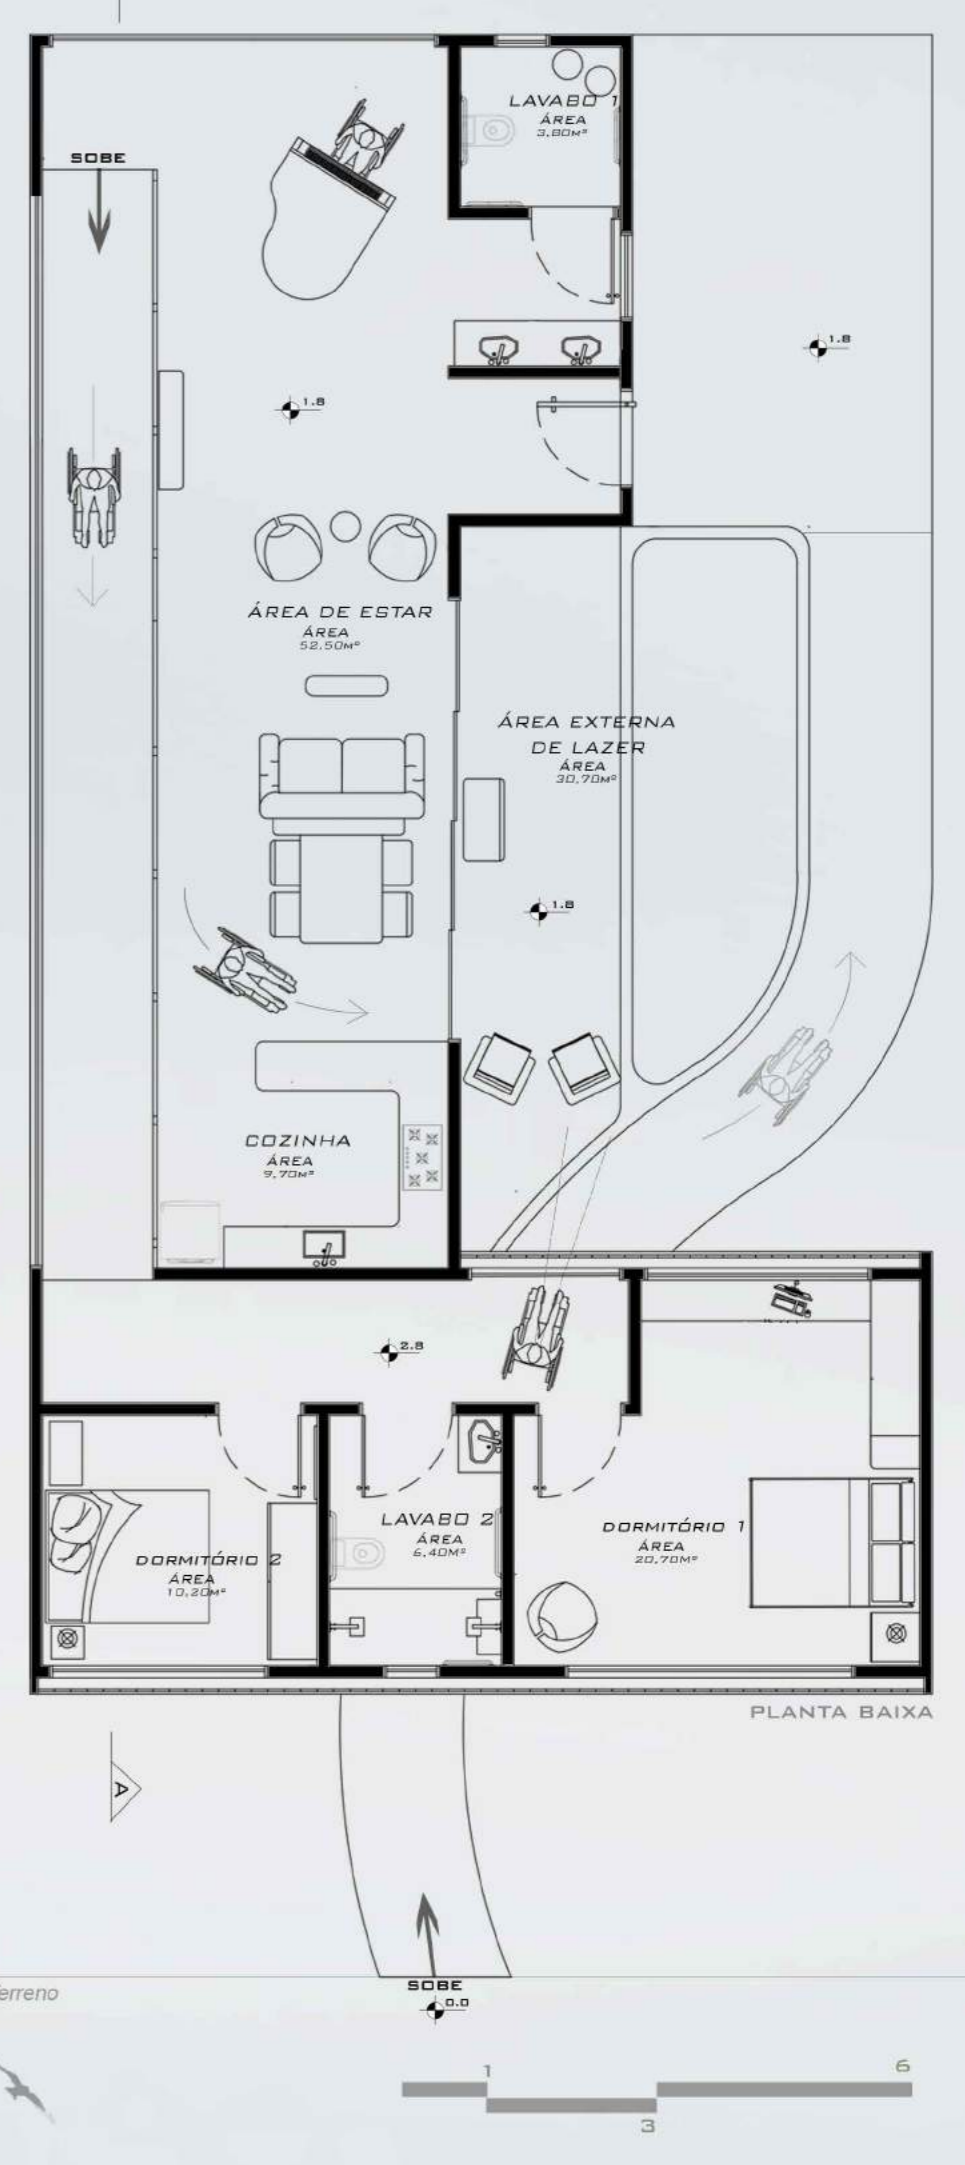 LAVABO 1
ÁREA
3,80M²
SOBE
1.8
1.8
ÁREA DE ESTAR
ÁREA
52,50M²
ÁREA EXTERNA
DE LAZER
ÁREA
30,70M²
1.8
COZINHA
ÁREA
9,70M²
2.8
LAVABO 2
ÁREA
6,40M²
DORMITÓRIO 1
ÁREA
20,70M²
DORMITÓRIO 2
ÁREA
10,20M²
PLANTA BAIXA
A
SOBE
0.0
erreno
1
6
3